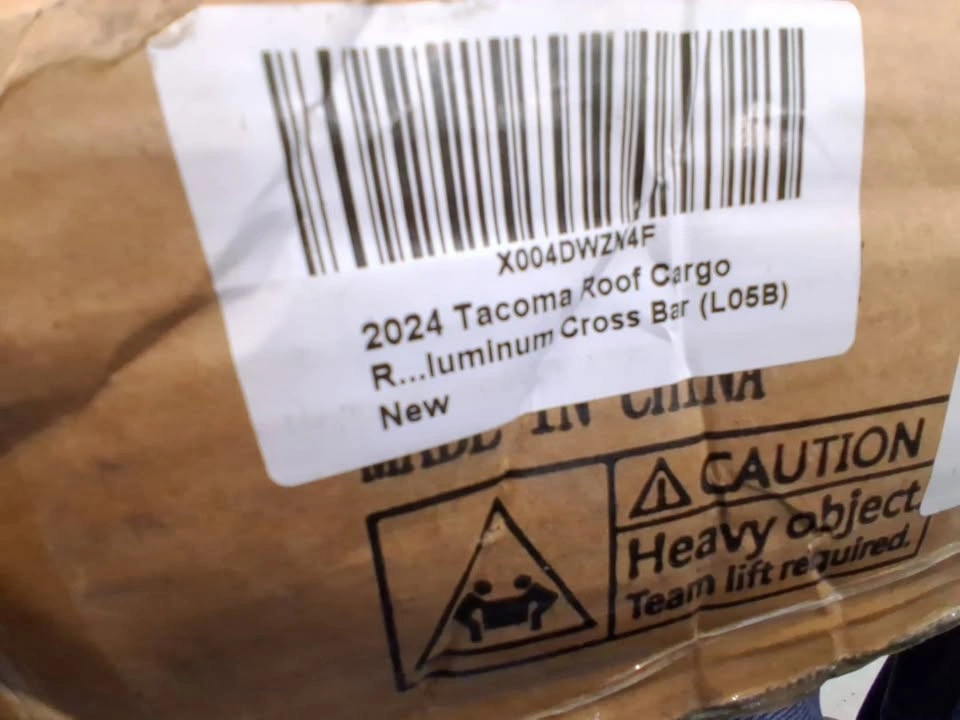 X004DWZN4F
2024 Tacoma Roof Cargo
R...luminum Cross Bar (L05B)
New
MADE IN CHINA
CAUTION
Heavy object.
Team lift required.